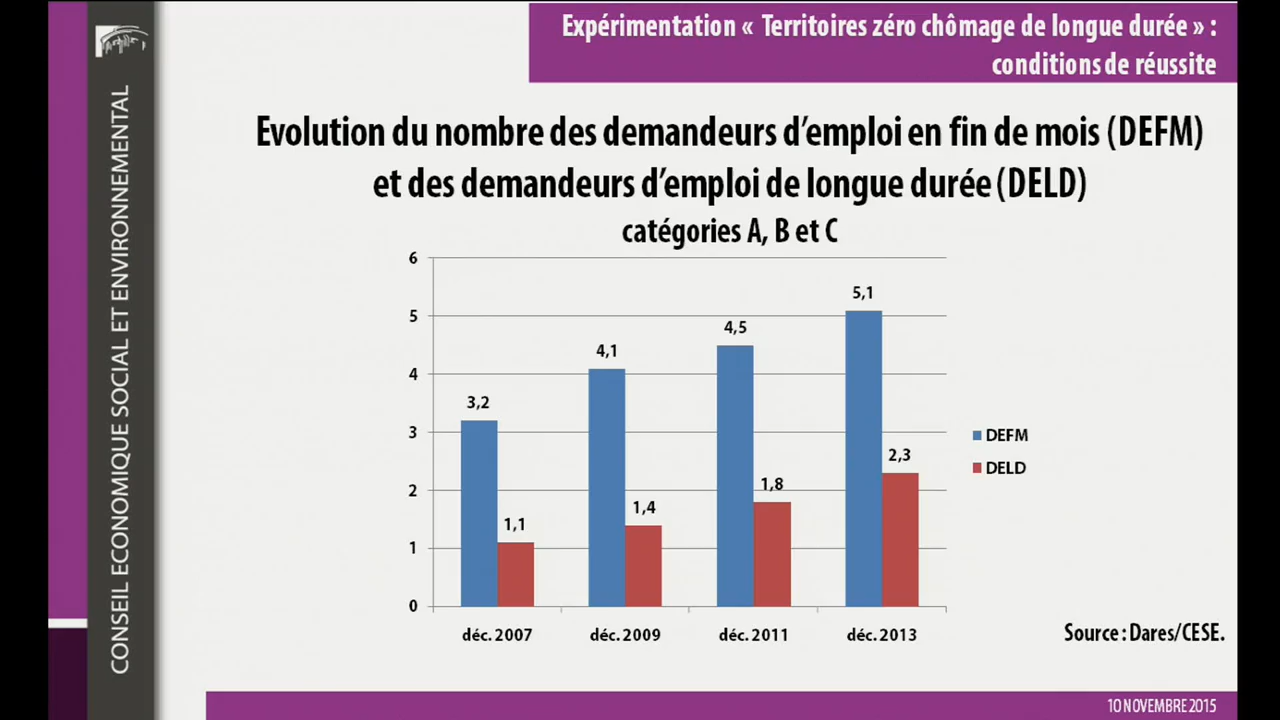 Expérimentation « Territoires zéro chômage de longue durée » :
conditions de réussite
CONSEIL ECONOMIQUE SOCIAL ET ENVIRONNEMENTAL
Evolution du nombre des demandeurs d’emploi en fin de mois (DEFM)
et des demandeurs d’emploi de longue durée (DELD)
catégories A, B et C
6
5
4
3
2
1
0
3,2
1,1
4,1
1,4
4,5
1,8
5,1
2,3
déc. 2007
déc. 2009
déc. 2011
déc. 2013
DEFM
DELD
Source : Dares/CESE.
10 NOVEMBRE 2015